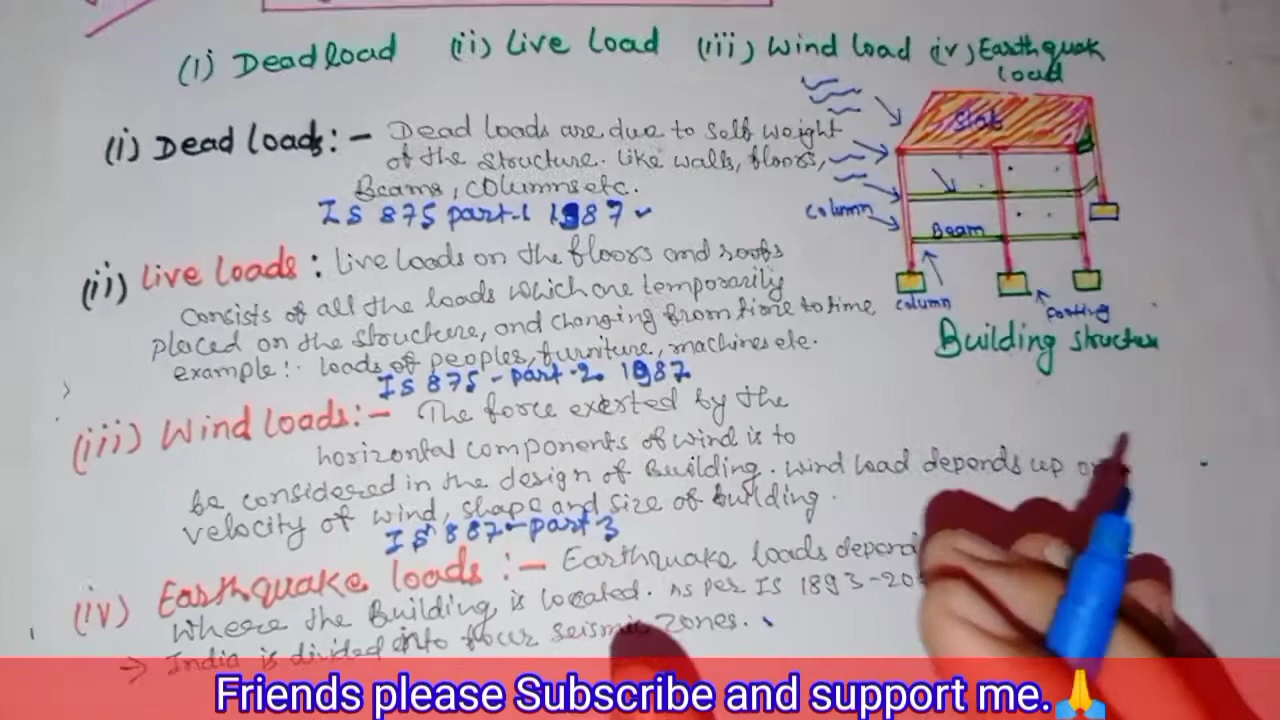 (i) Dead load (ii) Live Load (iii) Wind load (iv) Earthquak
load
(i) Dead loads:- Dead loads are due to self weight
of the structure. Like walls, floors,
Beams, columns etc.
IS 875 part-1 1987
(ii) Live loads: Live loads on the floors and roofs
Consists of all the loads which are temporarily
placed on the structure, and changing from time to time,
example:. loads of peoples, furniture, machines etc.
IS 875-part-2. 1987
(iii) Wind loads:- The force exerted by the
horizontal components of wind is to
be considered in the design of Building. wind load depends up on
velocity of wind, shape and size of building.
IS 887-part 3
(iv) Earthquake loads:- Earthquake loads depend
Where the Building is located. As per IS 1893-20
→ India is divided into four seismic zones.
Slab
column
Beam
column
footing
Building structure
Friends please Subscribe and support me.🙏